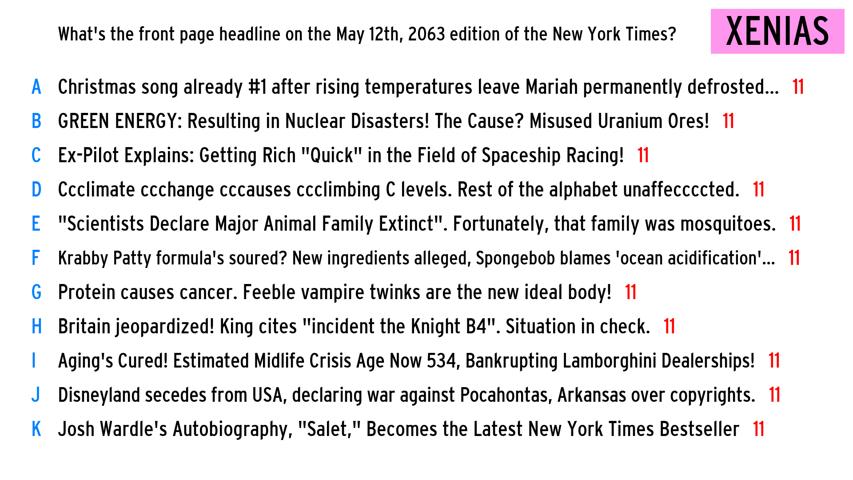 What's the front page headline on the May 12th, 2063 edition of the New York Times?
XENIAS
A Christmas song already #1 after rising temperatures leave Mariah permanently defrosted... 11
B GREEN ENERGY: Resulting in Nuclear Disasters! The Cause? Misused Uranium Ores! 11
C Ex-Pilot Explains: Getting Rich "Quick" in the Field of Spaceship Racing! 11
D Ccclimate ccchange cccauses ccclimbing C levels. Rest of the alphabet unaffecccccted. 11
E "Scientists Declare Major Animal Family Extinct". Fortunately, that family was mosquitoes. 11
F Krabby Patty formula's soured? New ingredients alleged, Spongebob blames 'ocean acidification'... 11
G Protein causes cancer. Feeble vampire twinks are the new ideal body! 11
H Britain jeopardized! King cites "incident the Knight B4". Situation in check. 11
I Aging's Cured! Estimated Midlife Crisis Age Now 534, Bankrupting Lamborghini Dealerships! 11
J Disneyland secedes from USA, declaring war against Pocahontas, Arkansas over copyrights. 11
K Josh Wardle's Autobiography, "Salet," Becomes the Latest New York Times Bestseller 11